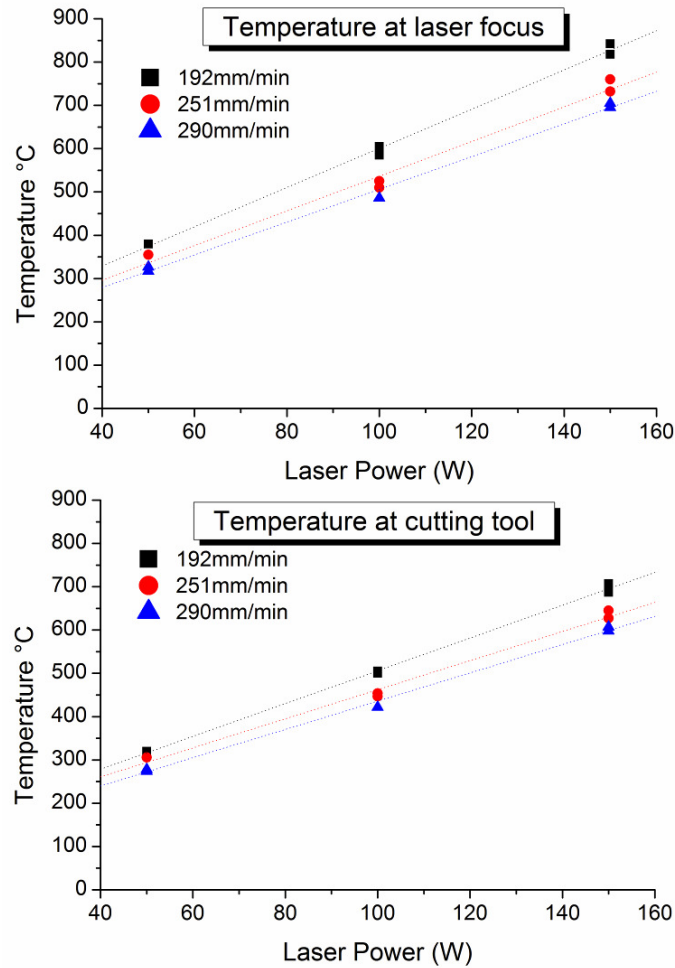 Temperature at laser focus
192mm/min
251mm/min
290mm/min
Temperature °C
900
800
700
600
500
400
300
200
100
0
40 60 80 100 120 140 160
Laser Power (W)
Temperature at cutting tool
192mm/min
251mm/min
290mm/min
Temperature °C
900
800
700
600
500
400
300
200
100
0
40 60 80 100 120 140 160
Laser Power (W)